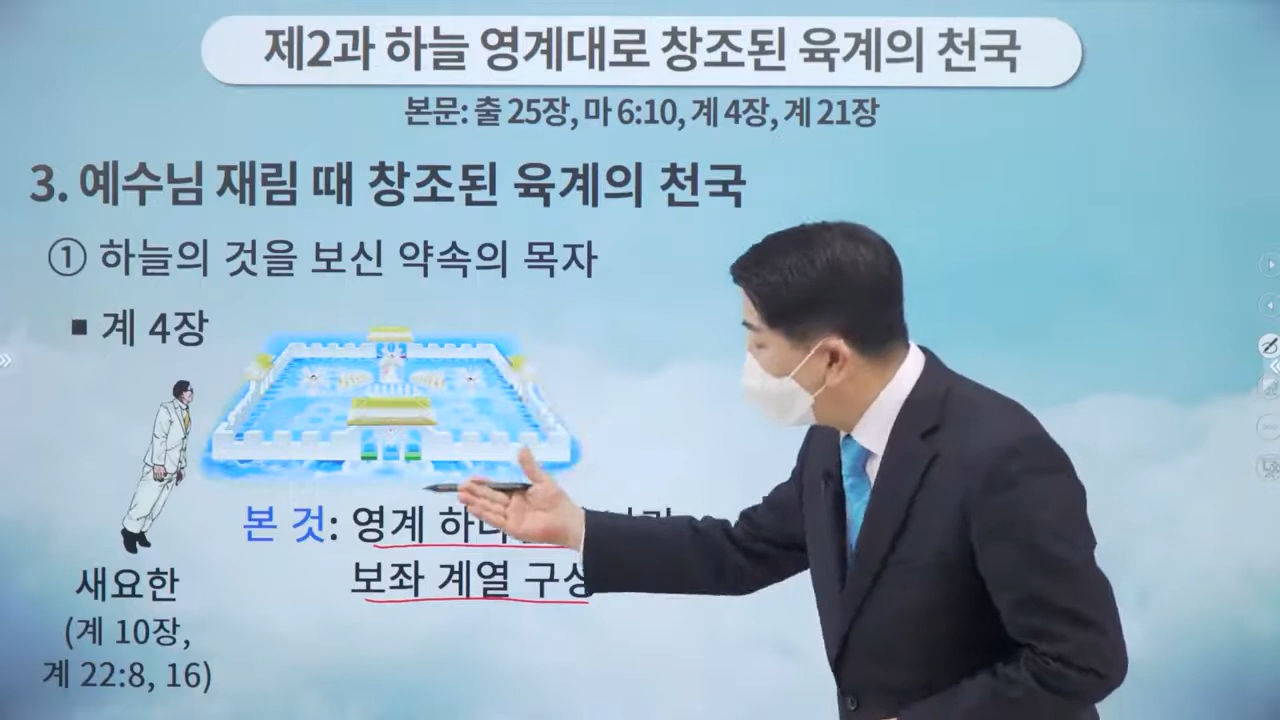 제2과 하늘 영계대로 창조된 육계의 천국
본문: 출 25장, 마 6:10, 계 4장, 계 21장
3. 예수님 재림 때 창조된 육계의 천국
① 하늘의 것을 보신 약속의 목자
■ 계 4장
본 것: 영계
보좌 계열
새요한
(계 10장,
계 22:8, 16)